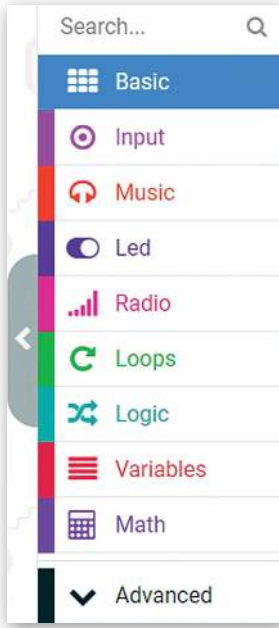 Search...
Basic
Input
Music
Led
Radio
Loops
Logic
Variables
Math
Advanced